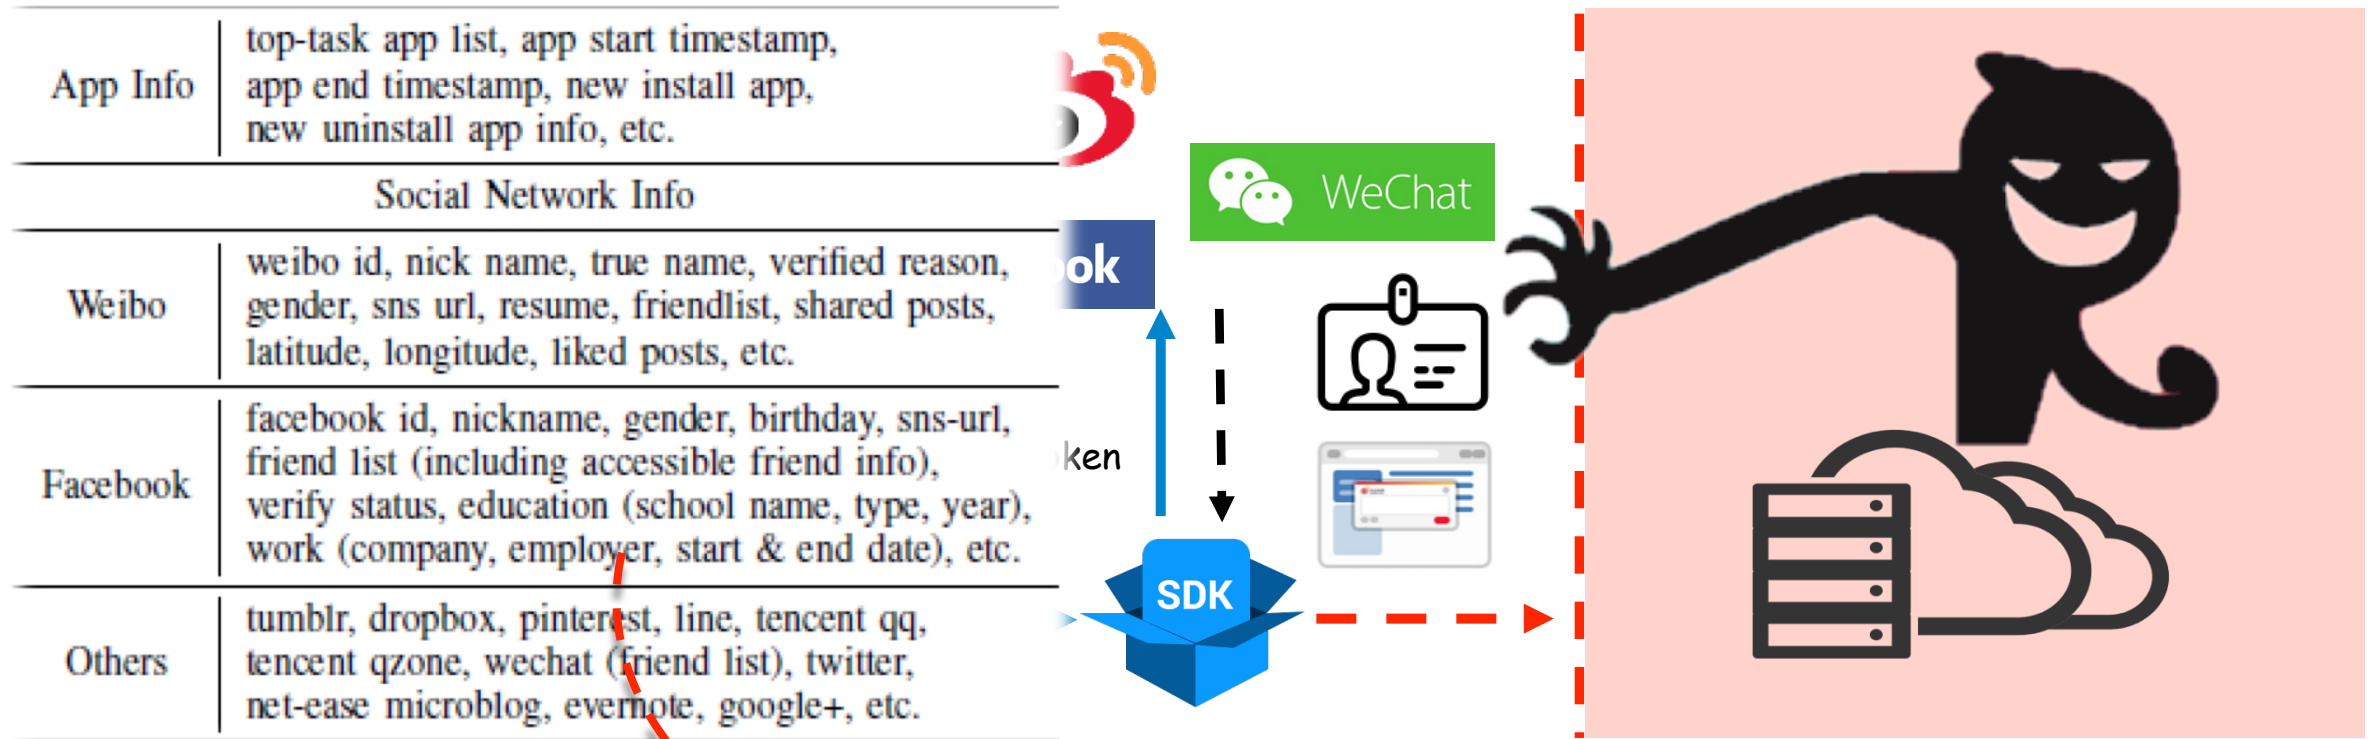 App Info
top-task app list, app start timestamp,
app end timestamp, new install app,
new uninstall app info, etc.
Social Network Info
Weibo
weibo id, nick name, true name, verified reason,
gender, sns url, resume, friendlist, shared posts,
latitude, longitude, liked posts, etc.
Facebook
facebook id, nickname, gender, birthday, sns-url,
friend list (including accessible friend info),
verify status, education (school name, type, year),
work (company, employer, start & end date), etc.
Others
tumblr, dropbox, pinterest, line, tencent qq,
tencent qzone, wechat (friend list), twitter,
net-ease microblog, evernote, google+, etc.
WeChat
ook
ken
SDK